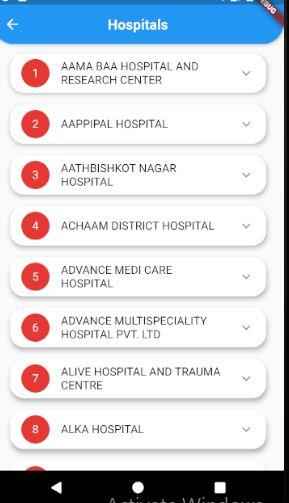 Hospitals
1
AAMA BAA HOSPITAL AND
RESEARCH CENTER
2
AAPPIPAL HOSPITAL
3
AATHBISHKOT NAGAR
HOSPITAL
4
ACHAAM DISTRICT HOSPITAL
5
ADVANCE MEDI CARE
HOSPITAL
6
ADVANCE MULTISPECIALITY
HOSPITAL PVT. LTD
7
ALIVE HOSPITAL AND TRAUMA
CENTRE
8
ALKA HOSPITAL